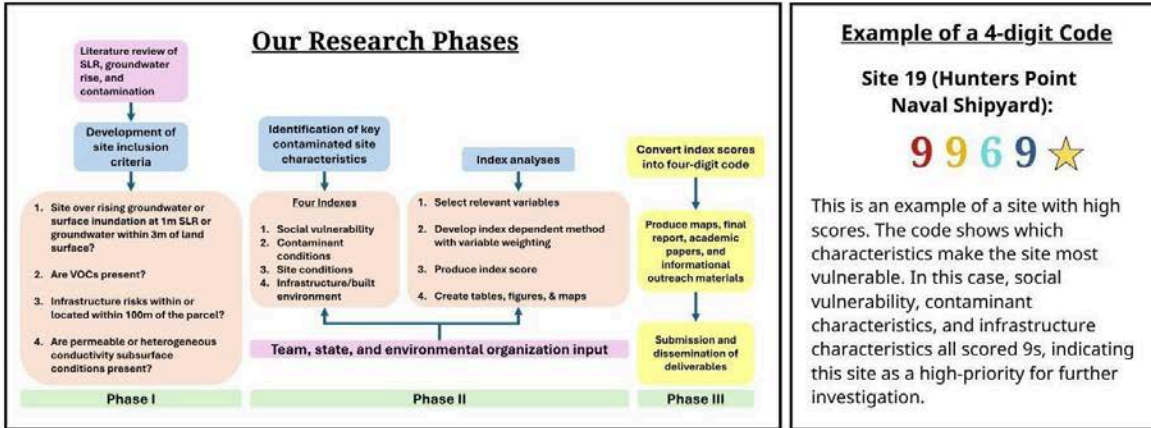 Our Research Phases
Literature review of
SLR, groundwater
rise, and
contamination
Development of
site inclusion
criteria
1. Site over rising groundwater or
surface inundation at 1m SLR or
groundwater within 3m of land
surface?
2. Are VOCs present?
3. Infrastructure risks within or
located within 100m of the parcel?
4. Are permeable or heterogeneous
conductivity subsurface
conditions present?
Phase I
Identification of key
contaminated site
characteristics
Four Indexes
1. Social vulnerability
2. Contaminant
conditions
3. Site conditions
4. Infrastructure/built
environment
Index analyses
1. Select relevant variables
2. Develop index dependent method
with variable weighting
3. Produce index score
4. Create tables, figures, & maps
Team, state, and environmental organization input
Phase II
Convert index scores
into four-digit code
Produce maps, final
report, academic
papers, and
informational
outreach materials
Submission and
dissemination of
deliverables
Phase III
Example of a 4-digit Code
Site 19 (Hunters Point
Naval Shipyard):
9 9 6 9
This is an example of a site with high
scores. The code shows which
characteristics make the site most
vulnerable. In this case, social
vulnerability, contaminant
characteristics, and infrastructure
characteristics all scored 9s, indicating
this site as a high-priority for further
investigation.